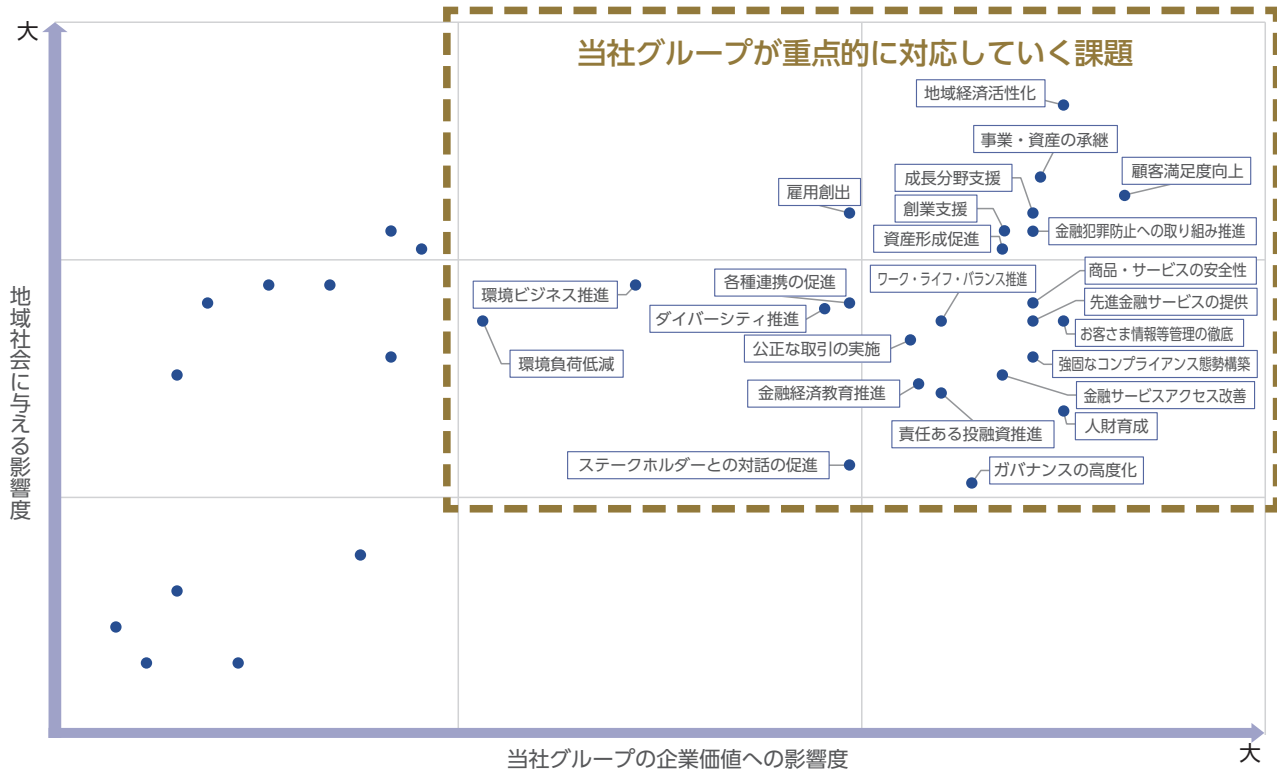 大
当社グループが重点的に対応していく課題
地域経済活性化
事業・資産の承継
顧客満足度向上
成長分野支援
雇用創出
創業支援
金融犯罪防止への取り組み推進
資産形成促進
商品・サービスの安全性
各種連携の促進
ワーク・ライフ・バランス推進
環境ビジネス推進
先進金融サービスの提供
ダイバーシティ推進
お客さま情報等管理の徹底
公正な取引の実施
環境負荷低減
強固なコンプライアンス態勢構築
金融経済教育推進
金融サービスアクセス改善
人財育成
責任ある投融資推進
ステークホルダーとの対話の促進
ガバナンスの高度化
地域社会に与える影響度
当社グループの企業価値への影響度
大